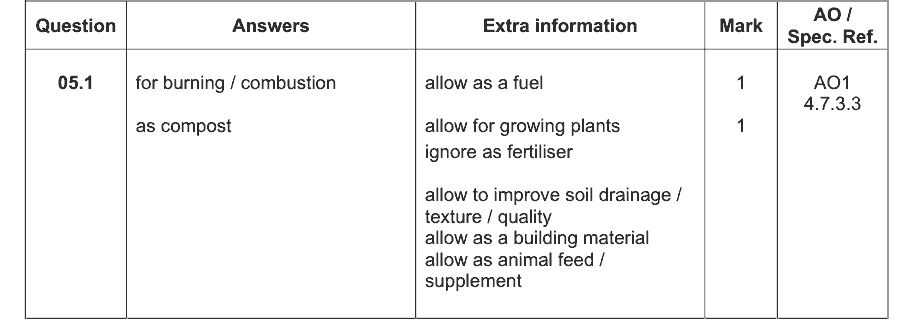 Question Answers Extra information Mark AO /
Spec. Ref.
05.1 for burning / combustion allow as a fuel 1 AO1
4.7.3.3
as compost allow for growing plants 1
ignore as fertiliser
allow to improve soil drainage /
texture / quality
allow as a building material
allow as animal feed /
supplement